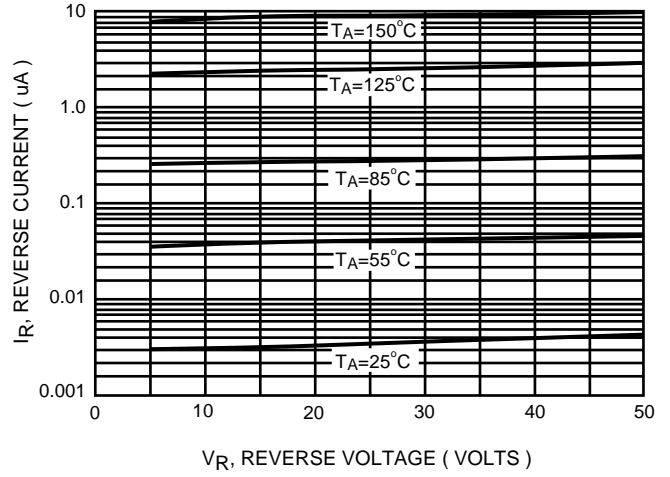 10
1.0
0.1
0.01
0.001
IR, REVERSE CURRENT ( uA )
TA=150°C
TA=125°C
TA=85°C
TA=55°C
TA=25°C
0 10 20 30 40 50
VR, REVERSE VOLTAGE ( VOLTS )